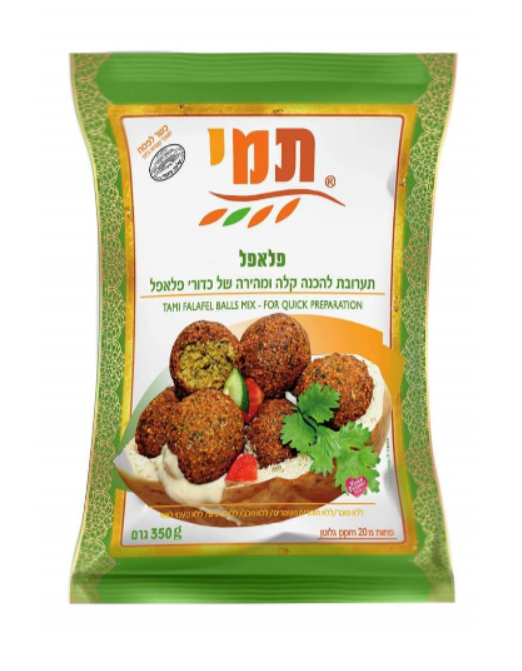 כשר לפסח
תמי
®
פלאפל
תערובת להכנה קלה ומהירה של כדורי פלאפל
TAMI FALAFEL BALLS MIX - FOR QUICK PREPARATION
350g גרם
פחות מ 20 ppm גלוטן